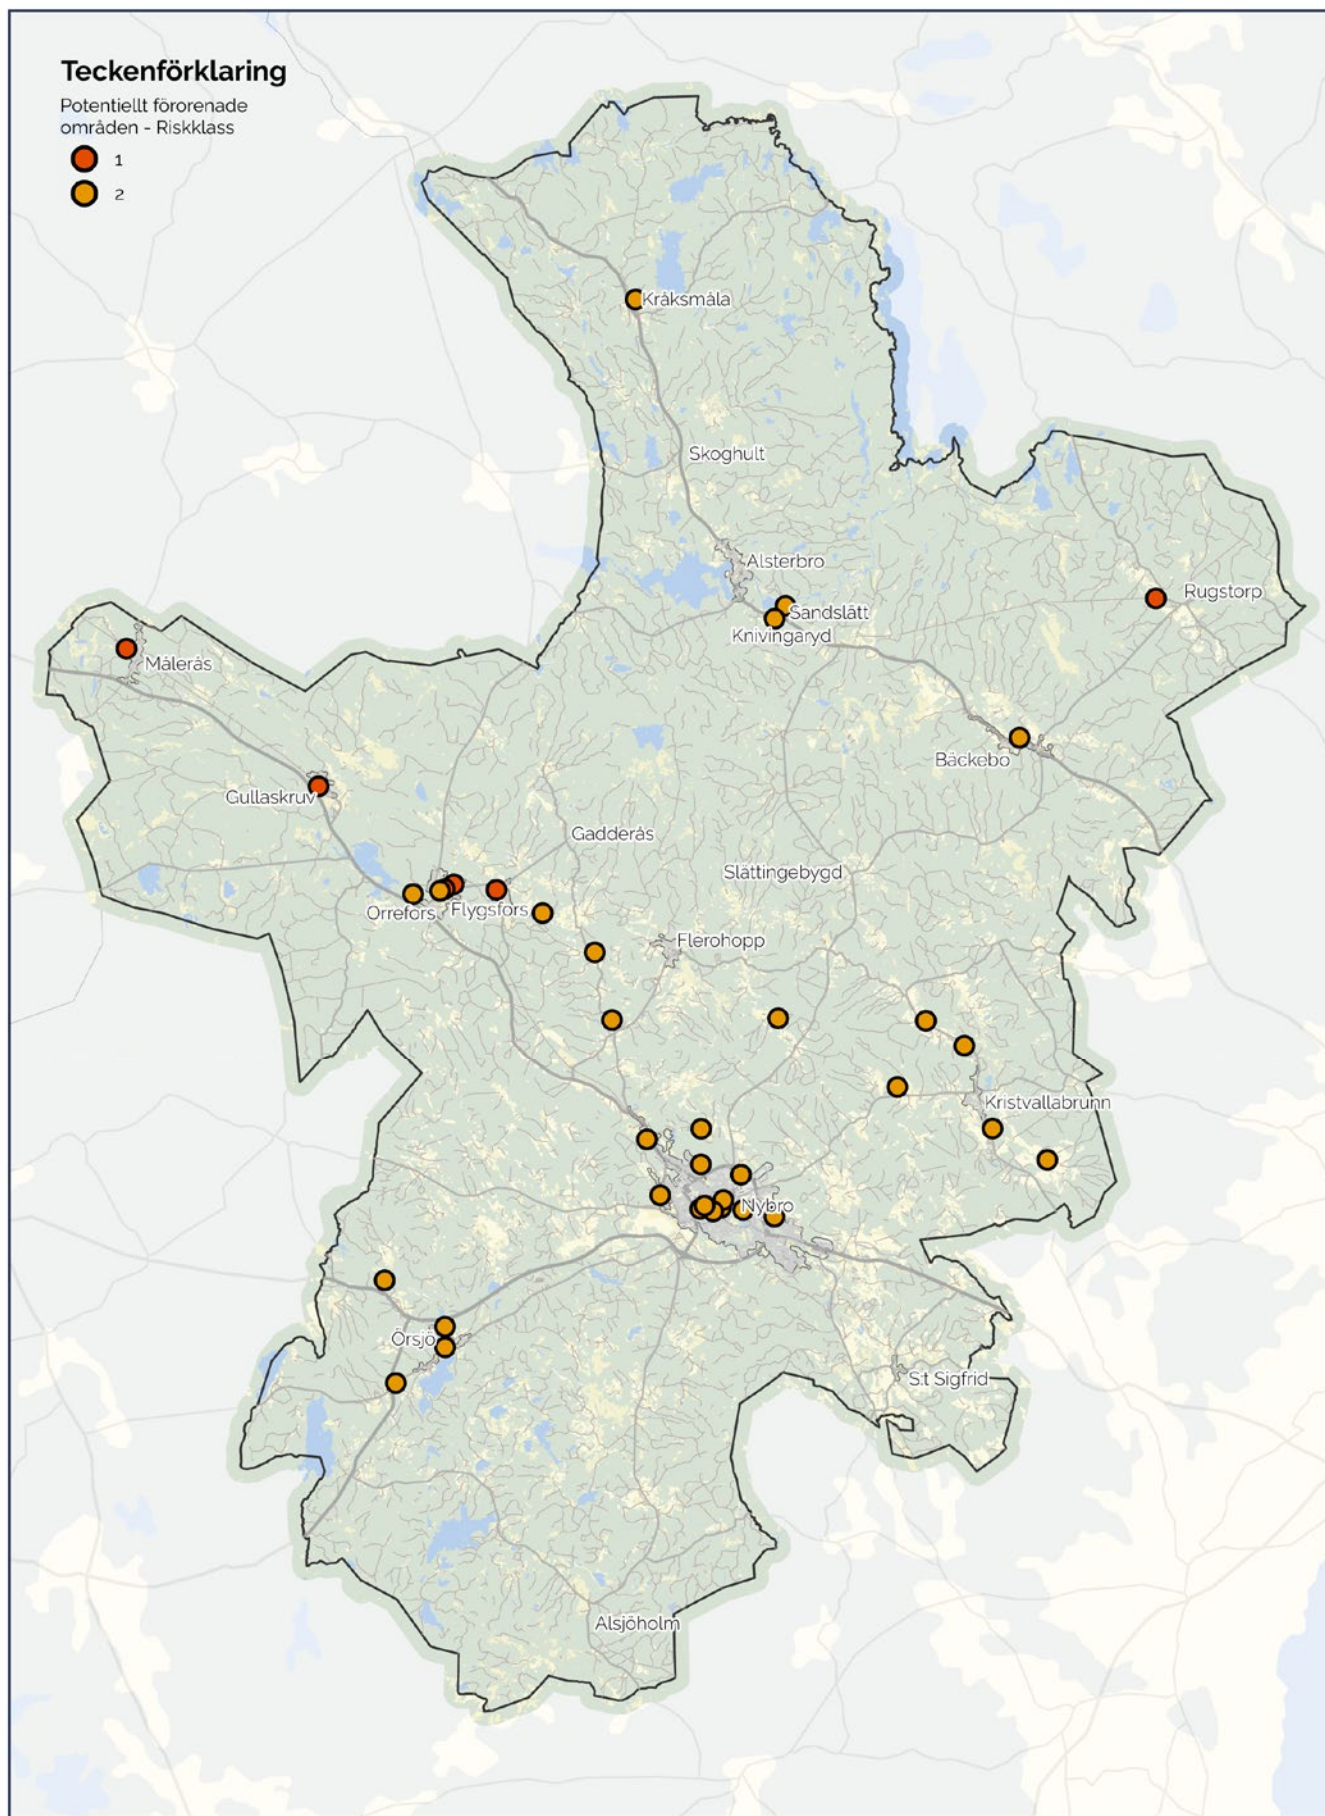 Teckenförklaring
Potentiellt förorenade
områden - Riskklass
1
2
Kråksmåla
Skoghult
Alsterbro
Sandslätt
Knivingaryd
Rugstorp
Målerås
Bäckebo
Gullaskruv
Gadderås
Slättingebygd
Orrefors
Flygsfors
Flerohopp
Kristvallabrunn
Nybro
Örsjö
S:t Sigfrid
Alsjöholm